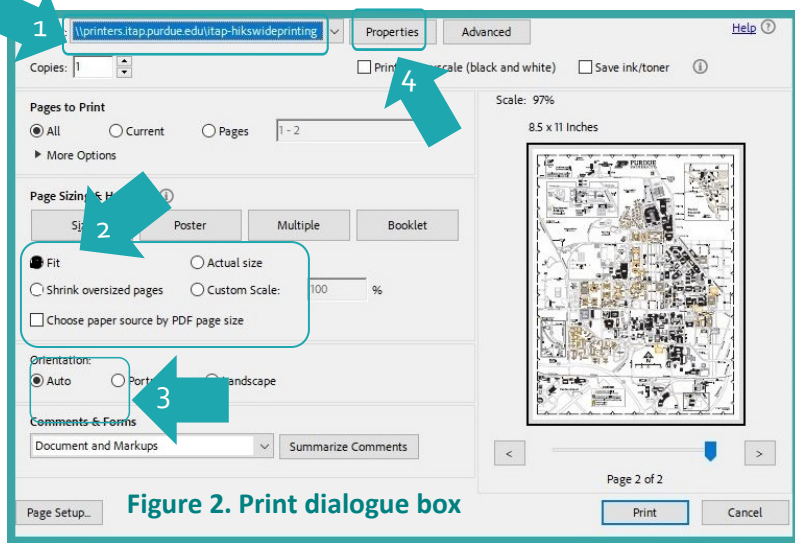 1
\\printers.itap.purdue.edu\itap-hikswideprinting
Properties
Advanced
Help
Copies: 1
4
Save ink/toner
Pages to Print
All Current Pages 1 - 2
More Options
Page Sizing &
2
Poster Multiple Booklet
Fit Actual size
Shrink oversized pages Custom Scale: 100 %
Choose paper source by PDF page size
Orientation:
Auto
3
Comments & Forms
Document and Markups Summarize Comments
Page Setup...
Figure 2. Print dialogue box
Scale: 97%
8.5 x 11 Inches
PURDUE
< >
Page 2 of 2
Print Cancel